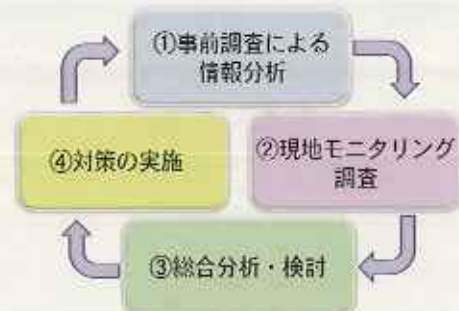 ①事前調査による
情報分析
②現地モニタリング
調査
③総合分析・検討
④対策の実施